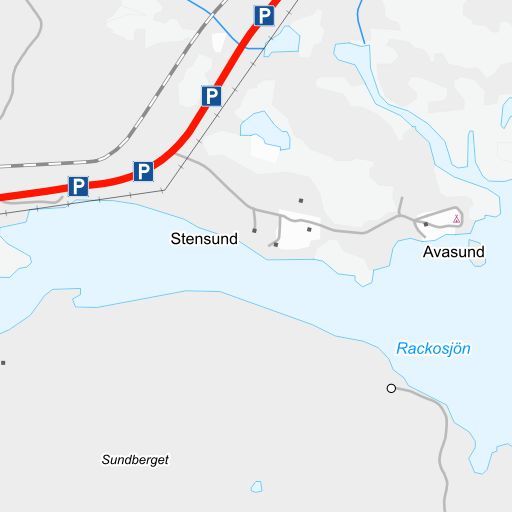 P
P
P
P
Stensund
Avasund
Rackosjön
Sundberget